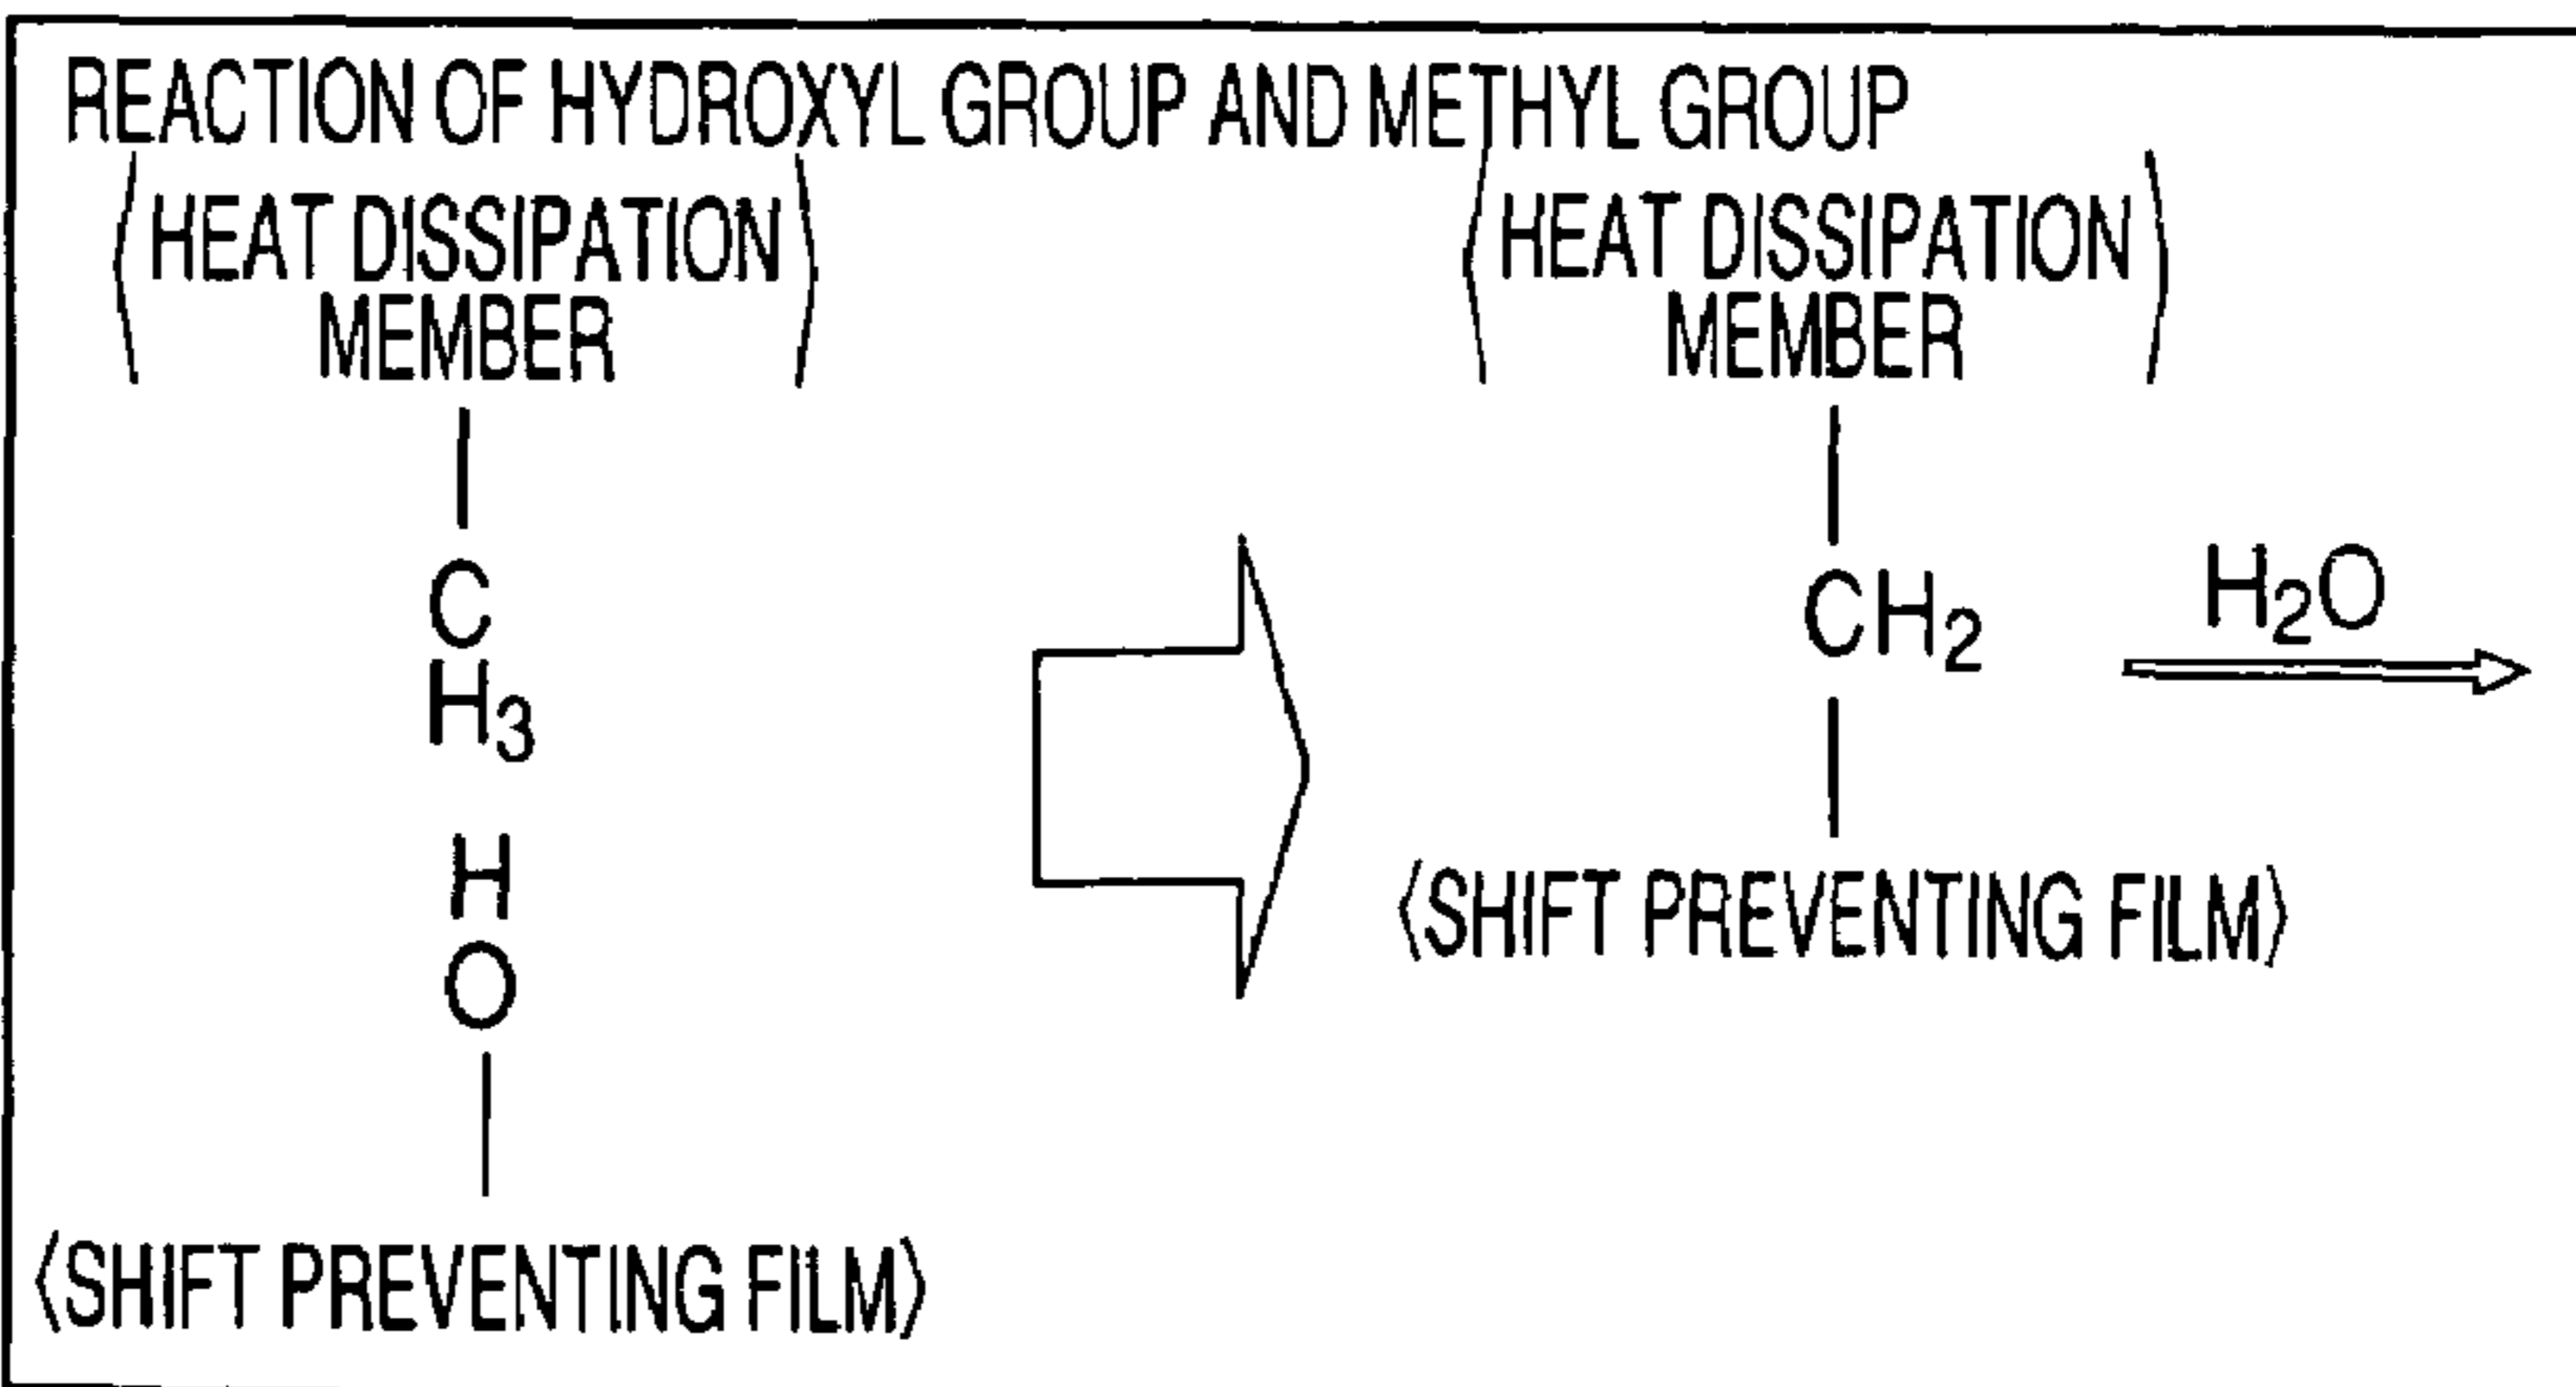 REACTION OF HYDROXYL GROUP AND METHYL GROUP
⟨HEAT DISSIPATION
MEMBER⟩
C
H3
H
O
⟨SHIFT PREVENTING FILM⟩
⟨HEAT DISSIPATION
MEMBER⟩
CH2
H2O
⟨SHIFT PREVENTING FILM⟩